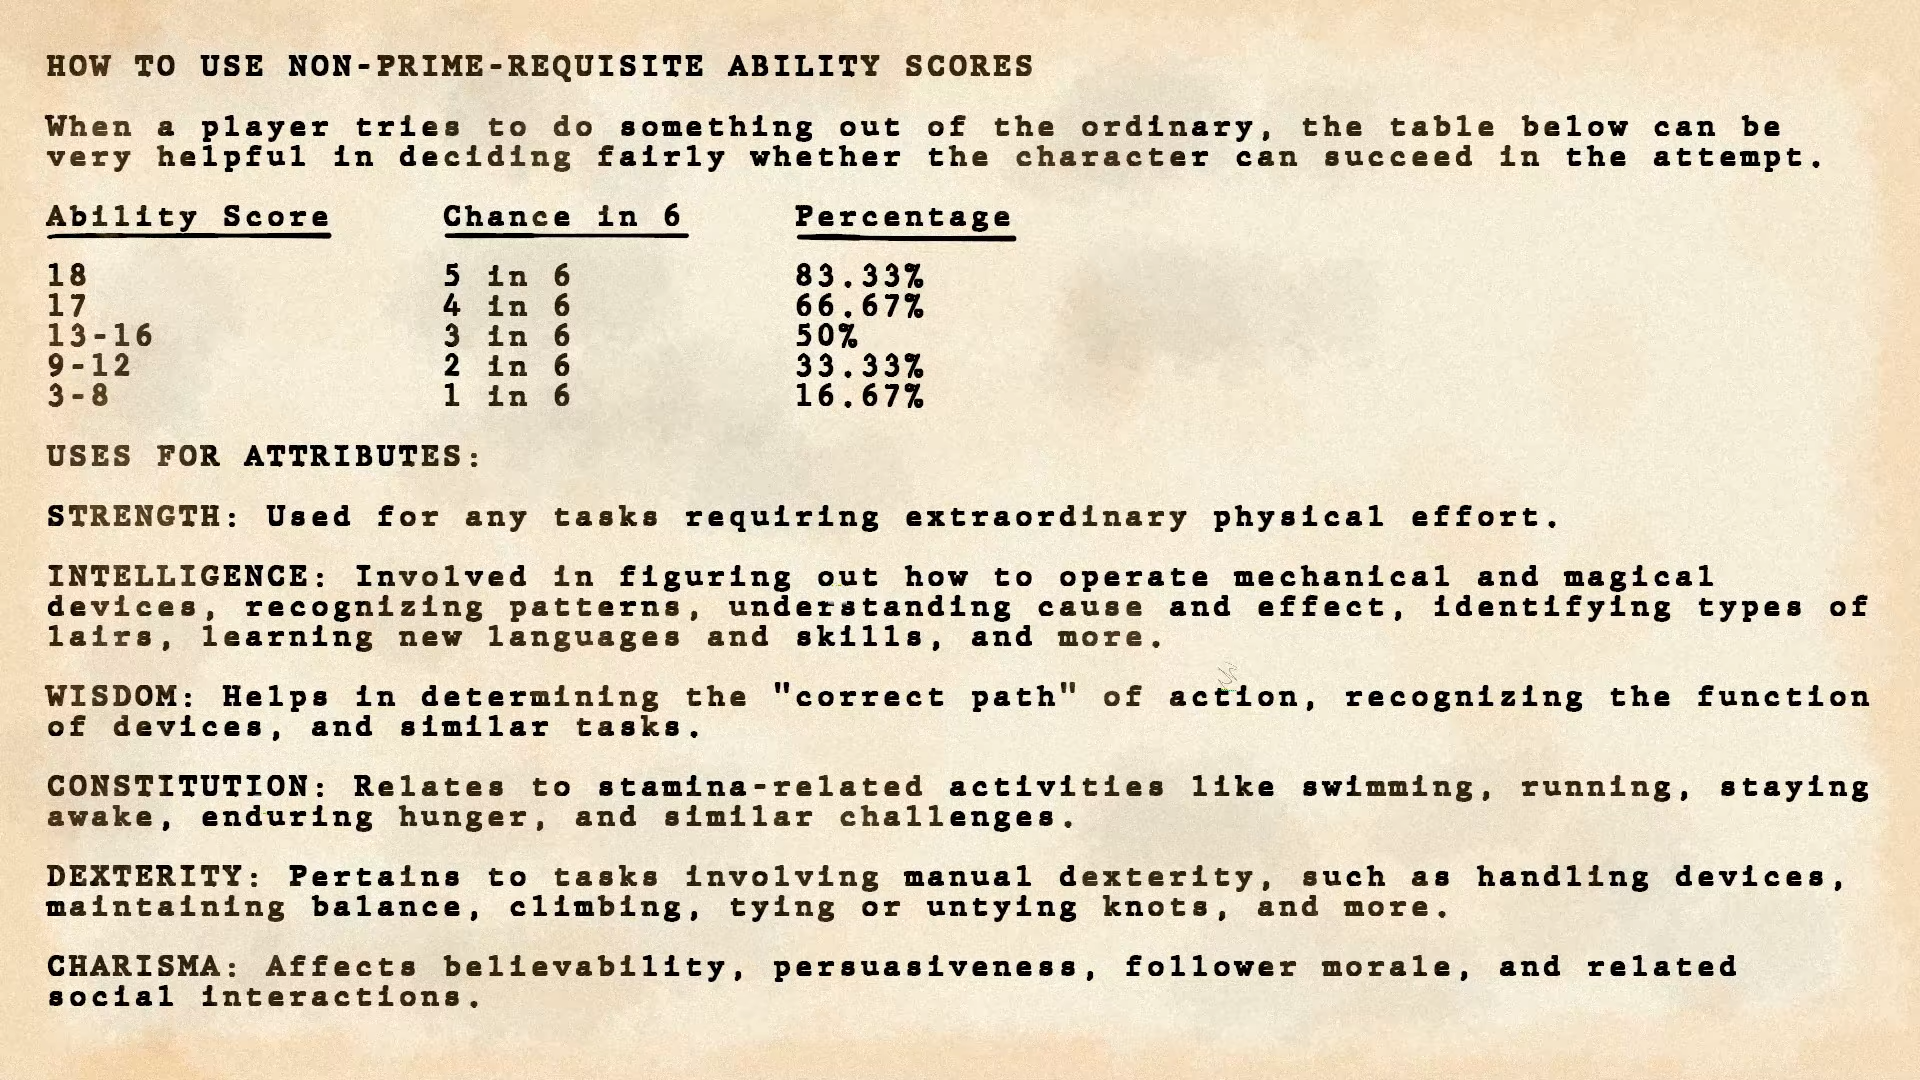 HOW TO USE NON-PRIME-REQUISITE ABILITY SCORES
When a player tries to do something out of the ordinary, the table below can be
very helpful in deciding fairly whether the character can succeed in the attempt.
Ability Score Chance in 6 Percentage
18 5 in 6 83.33%
17 4 in 6 66.67%
13-16 3 in 6 50%
9-12 2 in 6 33.33%
3-8 1 in 6 16.67%
USES FOR ATTRIBUTES:
STRENGTH: Used for any tasks requiring extraordinary physical effort.
INTELLIGENCE: Involved in figuring out how to operate mechanical and magical
devices, recognizing patterns, understanding cause and effect, identifying types of
lairs, learning new languages and skills, and more.
WISDOM: Helps in determining the "correct path" of action, recognizing the function
of devices, and similar tasks.
CONSTITUTION: Relates to stamina-related activities like swimming, running, staying
awake, enduring hunger, and similar challenges.
DEXTERITY: Pertains to tasks involving manual dexterity, such as handling devices,
maintaining balance, climbing, tying or untying knots, and more.
CHARISMA: Affects believability, persuasiveness, follower morale, and related
social interactions.